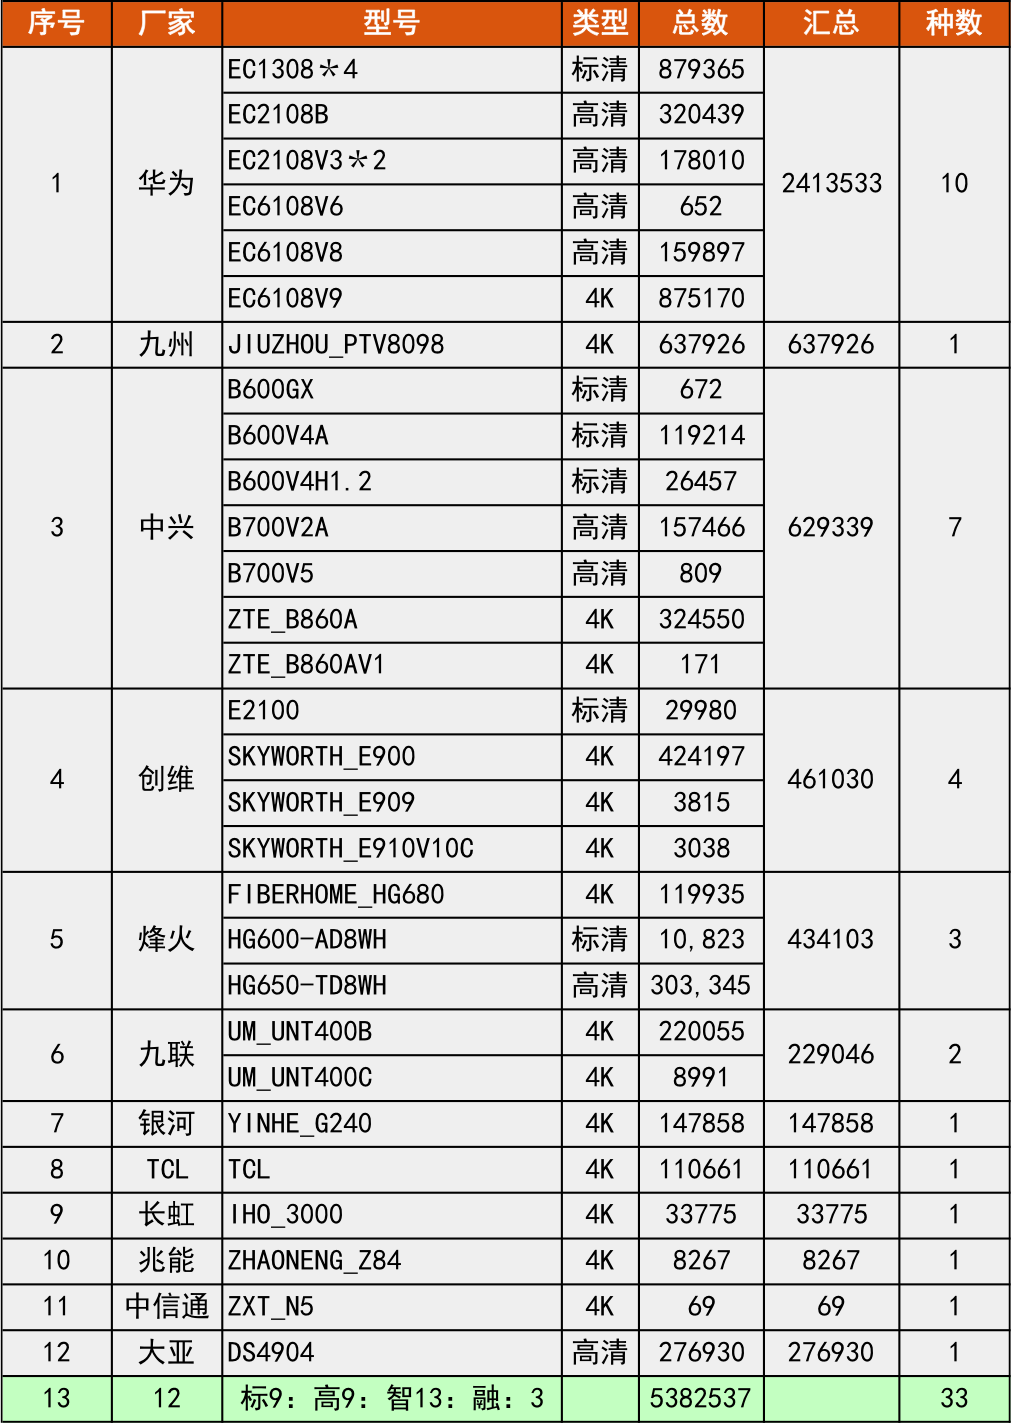 序号 厂家 型号 类型 总数 汇总 种数
1 华为 EC1308＊4 标清 879365 2413533 10
EC2108B 高清 320439
EC2108V3＊2 高清 178010
EC6108V6 高清 652
EC6108V8 高清 159897
EC6108V9 4K 875170
2 九州 JIUZHOU_PTV8098 4K 637926 637926 1
3 中兴 B600GX 标清 672 629339 7
B600V4A 标清 119214
B600V4H1.2 标清 26457
B700V2A 高清 157466
B700V5 高清 809
ZTE_B860A 4K 324550
ZTE_B860AV1 4K 171
4 创维 E2100 标清 29980 461030 4
SKYWORTH_E900 4K 424197
SKYWORTH_E909 4K 3815
SKYWORTH_E910V10C 4K 3038
5 烽火 FIBERHOME_HG680 4K 119935 434103 3
HG600-AD8WH 标清 10,823
HG650-TD8WH 高清 303,345
6 九联 UM_UNT400B 4K 220055 229046 2
UM_UNT400C 4K 8991
7 银河 YINHE_G240 4K 147858 147858 1
8 TCL TCL 4K 110661 110661 1
9 长虹 IHO_3000 4K 33775 33775 1
10 兆能 ZHAONENG_Z84 4K 8267 8267 1
11 中信通 ZXT_N5 4K 69 69 1
12 大亚 DS4904 高清 276930 276930 1
13 12 标9：高9：智13：融：3 5382537 33